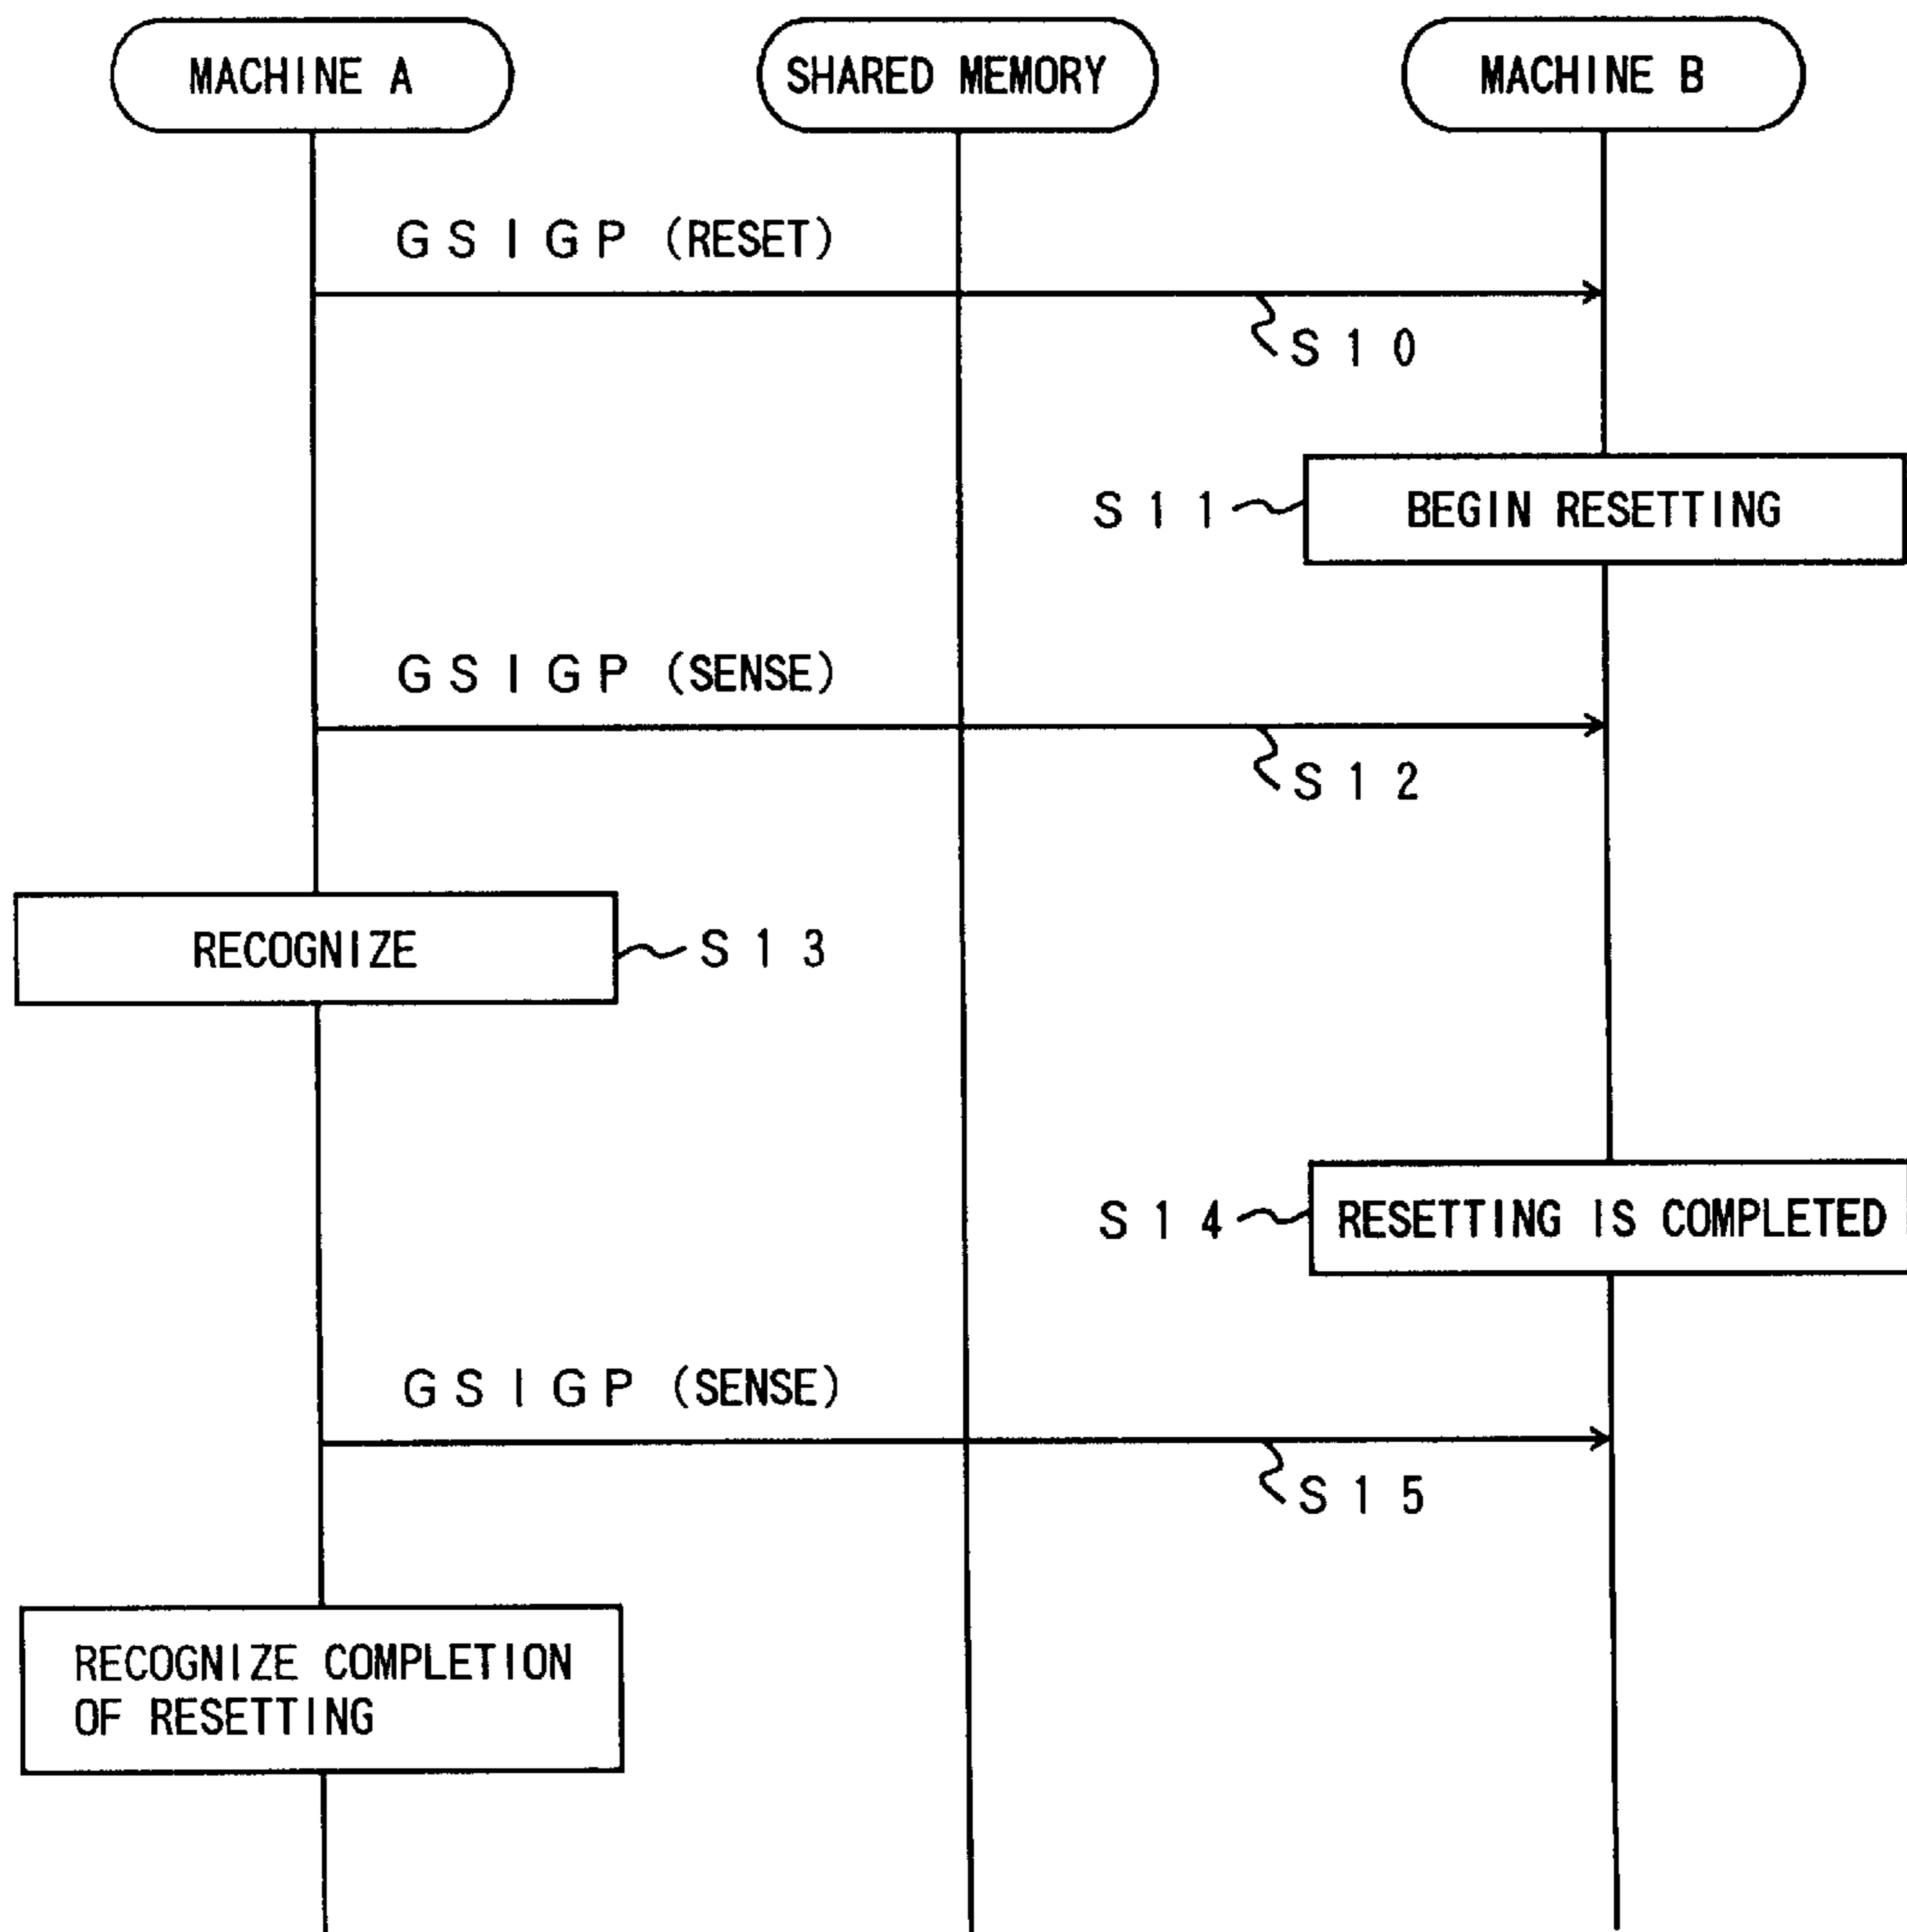 MACHINE A
SHARED MEMORY
MACHINE B
GSIGP (RESET)
S10
S11
BEGIN RESETTING
GSIGP (SENSE)
S12
RECOGNIZE
S13
S14
RESETTING IS COMPLETED
GSIGP (SENSE)
S15
RECOGNIZE COMPLETION
OF RESETTING